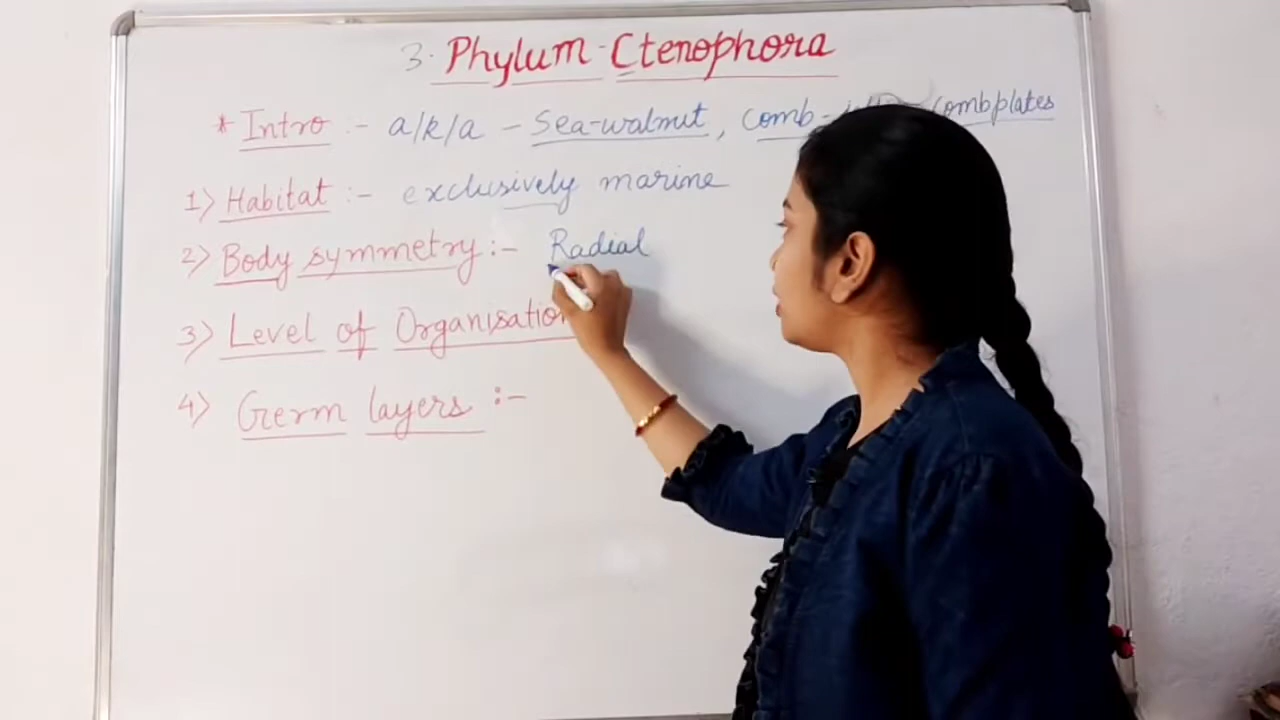 3. Phylum-Ctenophora
* Intro :- a/k/a - Sea-walnut, comb- combplates
1) Habitat :- exclusively marine
2) Body symmetry :- Radial
3) Level of Organisation
4) Germ layers :-